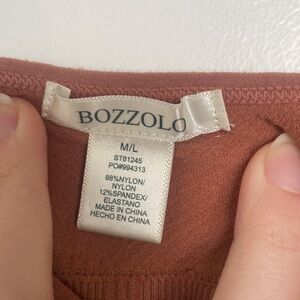 BOZZOLO
M/L
ST81245
PO#994313
88%NYLON/
NYLON
12%SPANDEX/
ELASTANO
MADE IN CHINA
HECHO EN CHINA